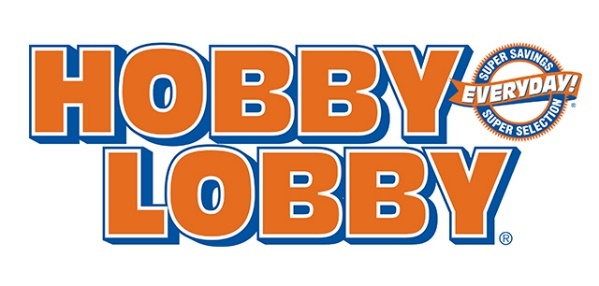 HOBBY
LOBBY
SUPER SAVINGS
EVERYDAY!
SUPER SELECTION
®
®